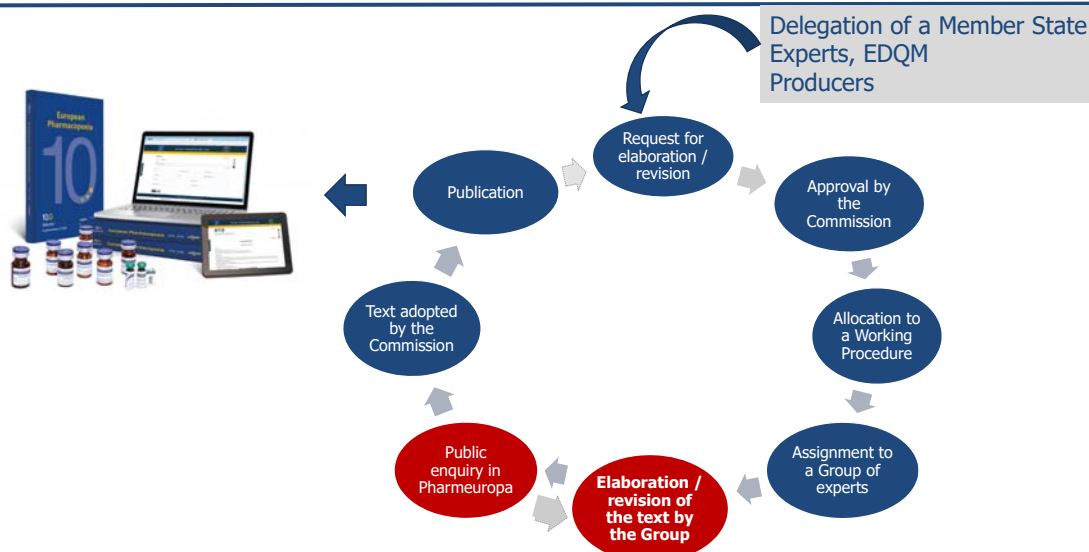 Delegation of a Member State
Experts, EDQM
Producers
European
Pharmacopoeia
10
10.0
Request for
elaboration /
revision
Publication
Approval by
the
Commission
Text adopted
by the
Commission
Allocation to
a Working
Procedure
Public
enquiry in
Pharmeuropa
Elaboration /
revision of
the text by
the Group
Assignment to
a Group of
experts